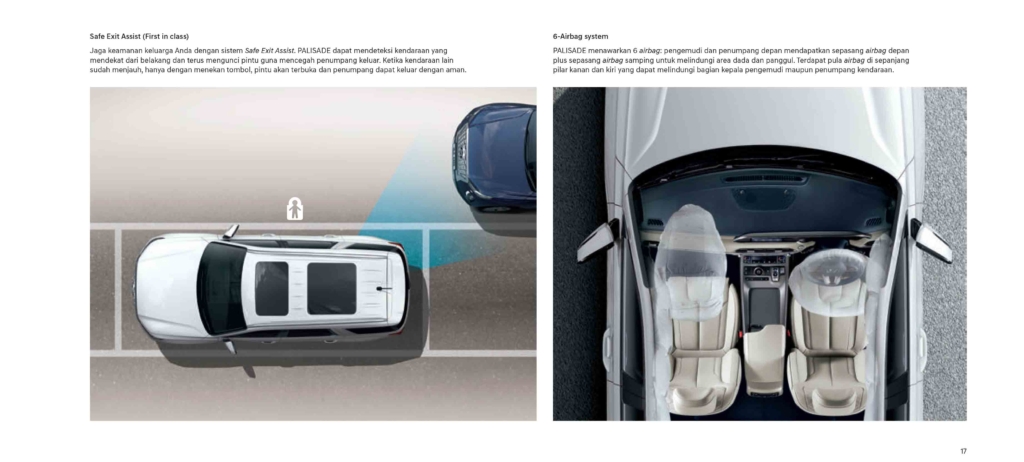 Safe Exit Assist (First in class)
Jaga keamanan keluarga Anda dengan sistem Safe Exit Assist. PALISADE dapat mendeteksi kendaraan yang
mendekat dari belakang dan terus mengunci pintu guna mencegah penumpang keluar. Ketika kendaraan lain
sudah menjauh, hanya dengan menekan tombol, pintu akan terbuka dan penumpang dapat keluar dengan aman.
6-Airbag system
PALISADE menawarkan 6 airbag: pengemudi dan penumpang depan mendapatkan sepasang airbag depan
plus sepasang airbag samping untuk melindungi area dada dan panggul. Terdapat pula airbag di sepanjang
pilar kanan dan kiri yang dapat melindungi bagian kepala pengemudi maupun penumpang kendaraan.
17